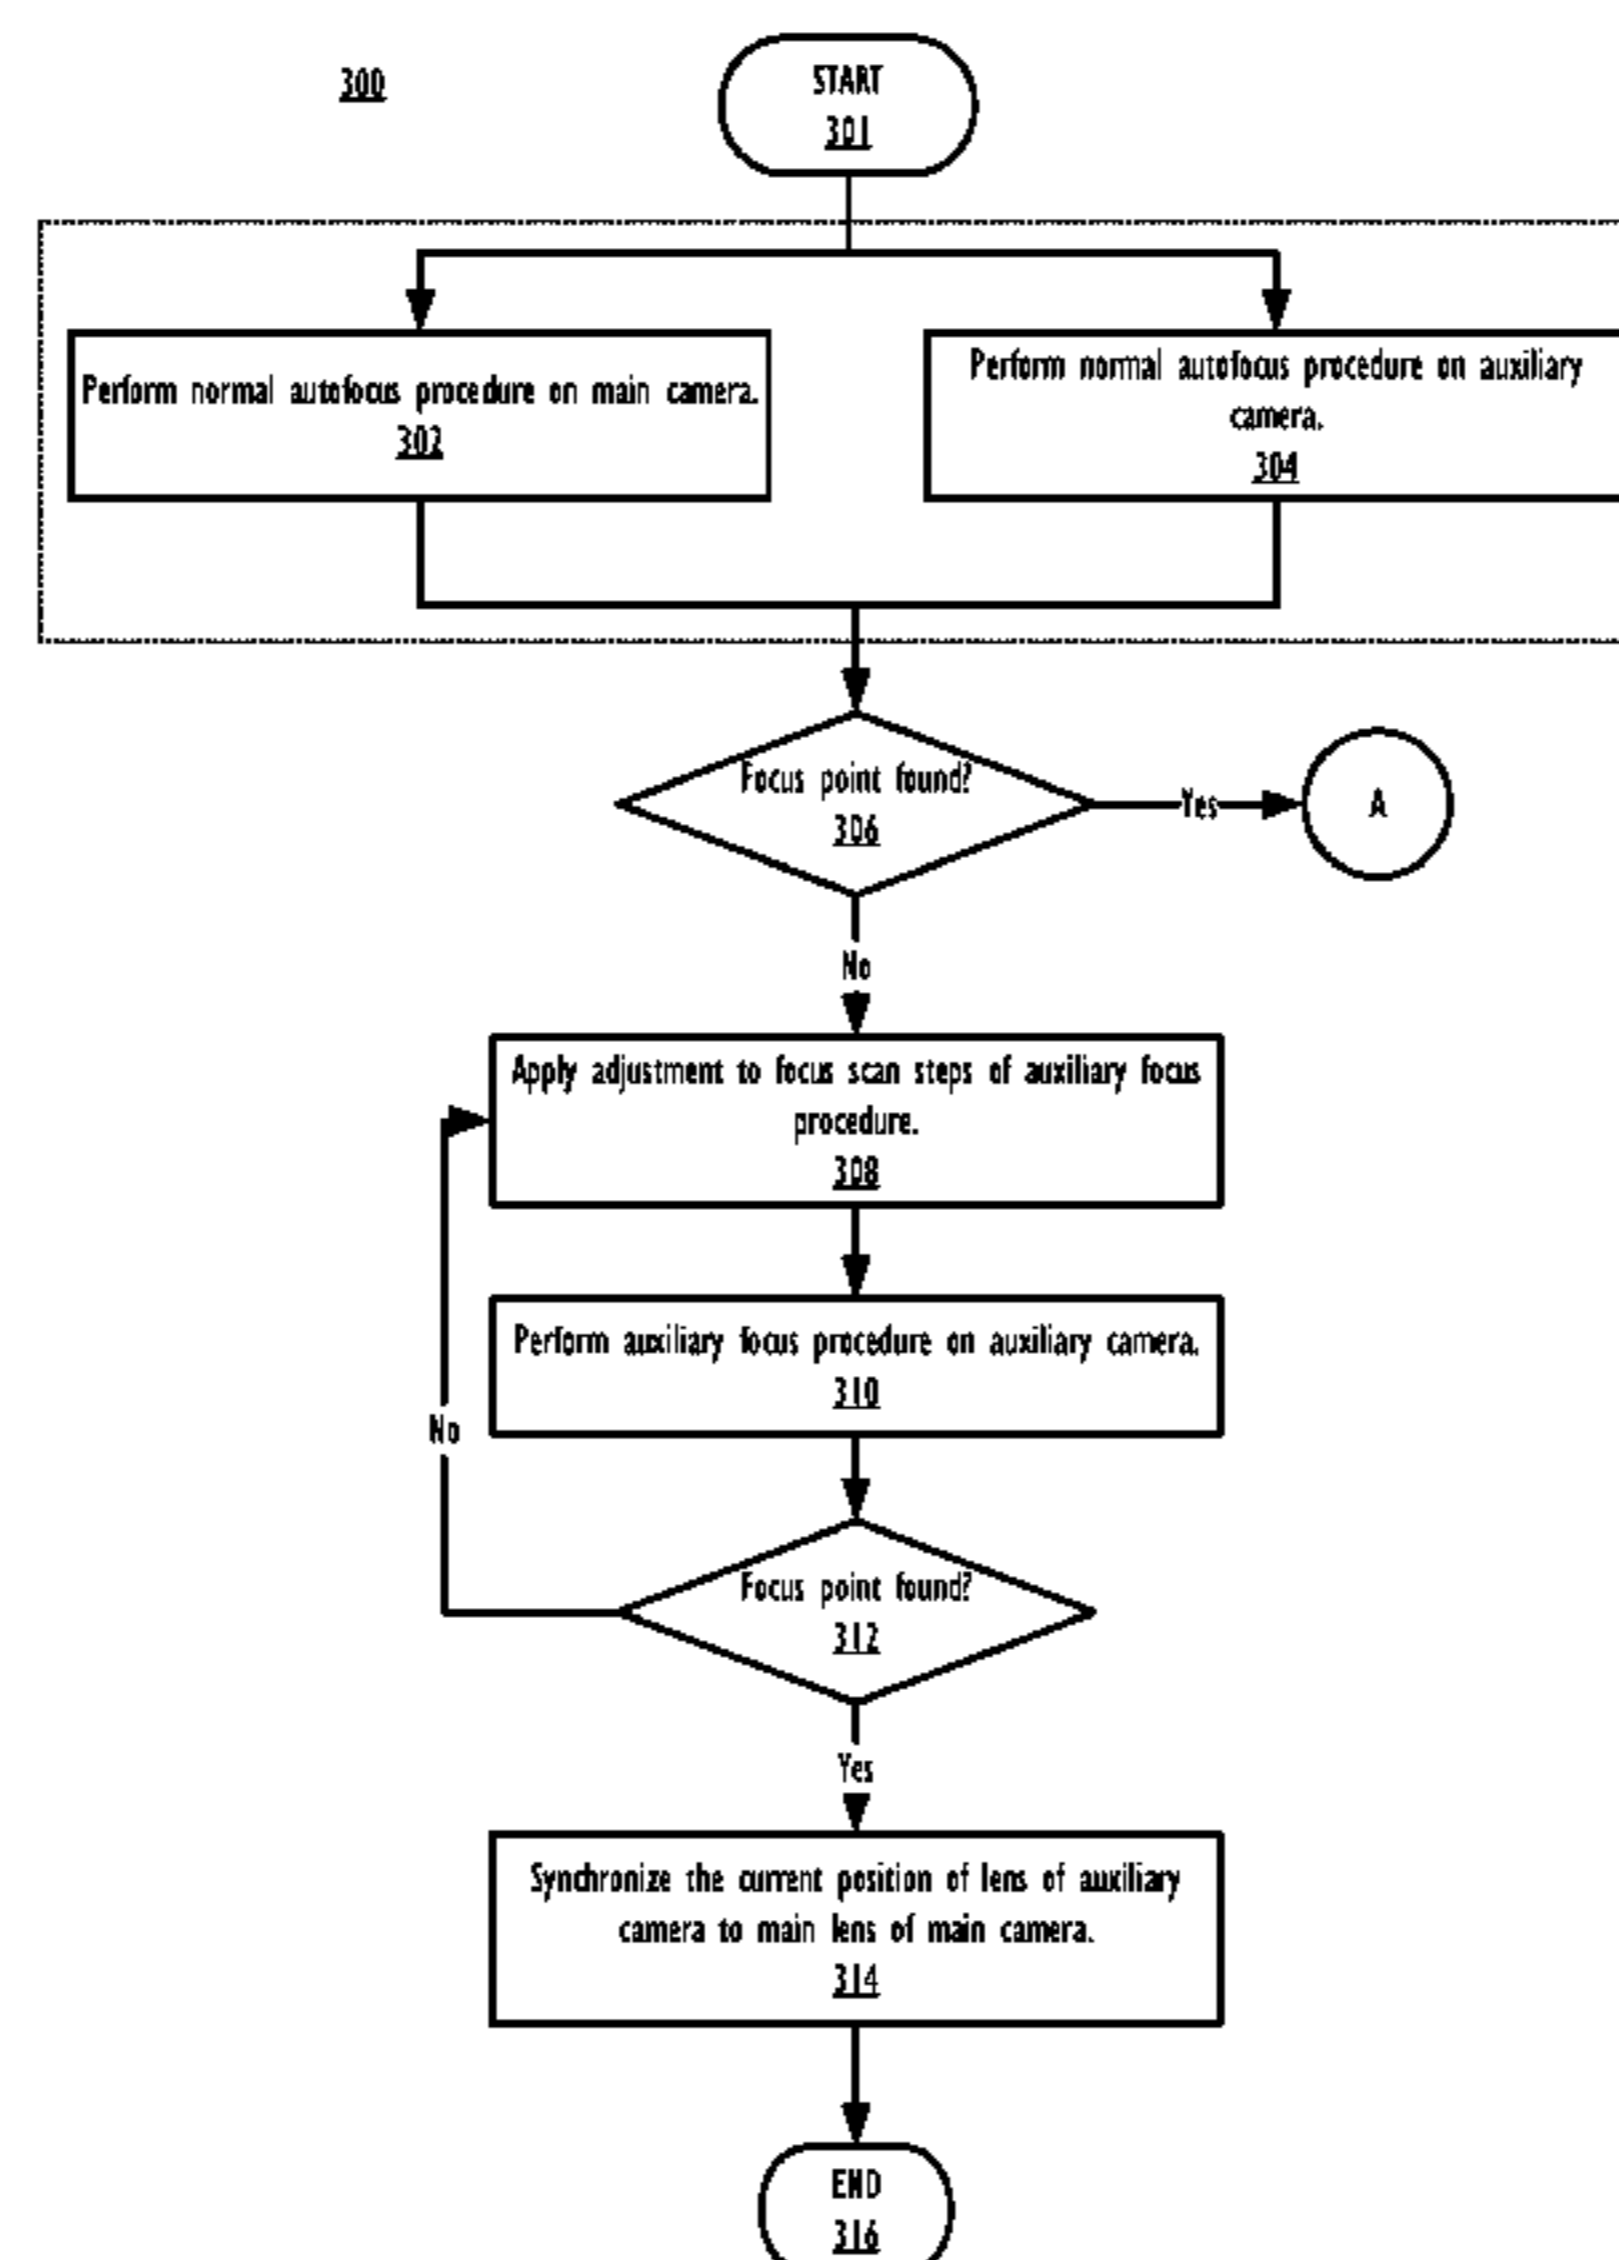 300
START
301
Perform normal autofocus procedure on main camera.
302
Perform normal autofocus procedure on auxiliary
camera.
304
Focus point found?
306
Yes
A
No
Apply adjustment to focus scan steps of auxiliary focus
procedure.
308
Perform auxiliary focus procedure on auxiliary camera.
310
No
Focus point found?
312
Yes
Synchronize the current position of lens of auxiliary
camera to main lens of main camera.
314
END
316